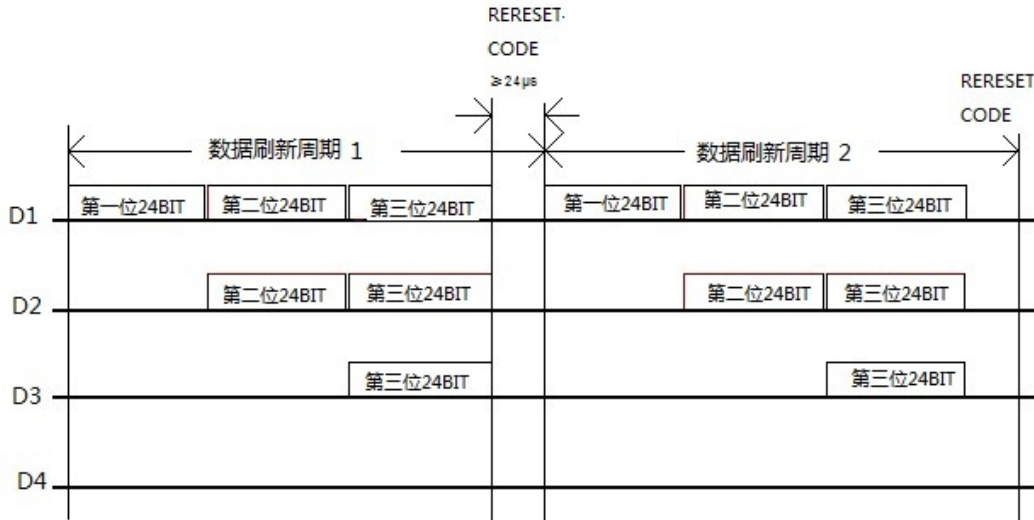 RERESET
CODE
≥24μs
RERESET
CODE
数据刷新周期 1
数据刷新周期 2
D1
第一位24BIT
第二位24BIT
第三位24BIT
第一位24BIT
第二位24BIT
第三位24BIT
D2
第二位24BIT
第三位24BIT
第二位24BIT
第三位24BIT
D3
第三位24BIT
第三位24BIT
D4